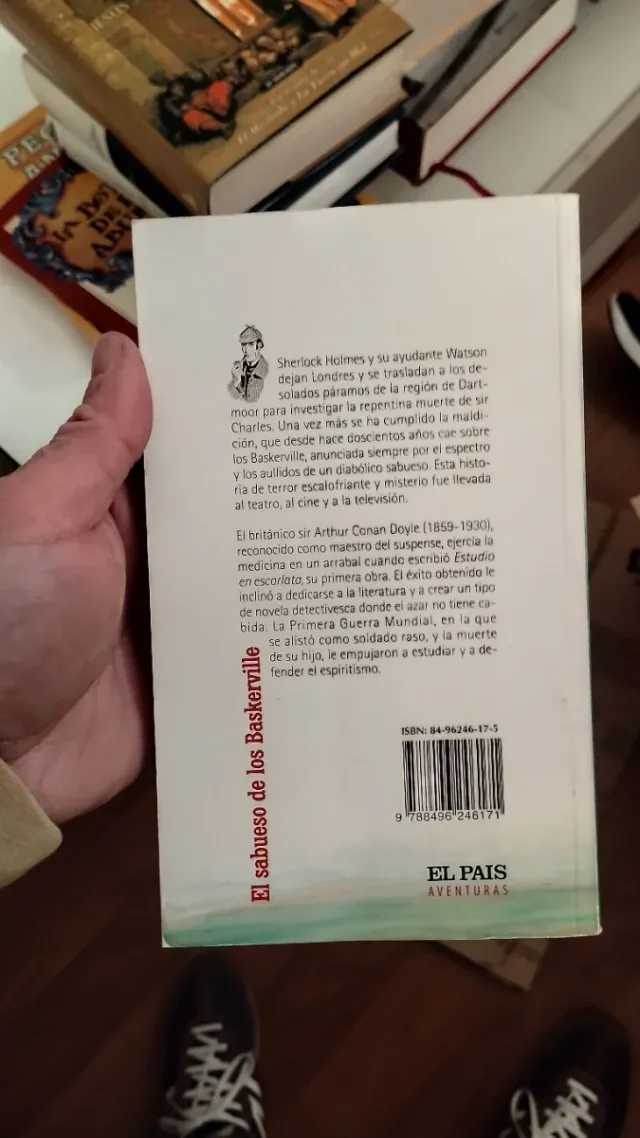 JESÚS
LA BO
DE L
ABU
Sherlock Holmes y su ayudante Watson
dejan Londres y se trasladan a los de-
solados páramos de la región de Dart-
moor para investigar la repentina muerte de sir
Charles. Una vez más se ha cumplido la maldi-
ción, que desde hace doscientos años cae sobre
los Baskerville, anunciada siempre por el espectro
y los aullidos de un diabólico sabueso. Esta histo-
ria de terror escalofriante y misterio fue llevada
al teatro, al cine y a la televisión.
El británico sir Arthur Conan Doyle (1859-1930),
reconocido como maestro del suspense, ejercía la
medicina en un arrabal cuando escribió Estudio
en escarlata, su primera obra. El éxito obtenido le
inclinó a dedicarse a la literatura y a crear un tipo
de novela detectivesca donde el azar no tiene ca-
bida. La Primera Guerra Mundial, en la que
se alistó como soldado raso, y la muerte
de su hijo, le empujaron a estudiar y a de-
fender el espiritismo.
El sabueso de los Baskerville
ISBN: 84-96246-17-5
9 788496 246171
EL PAIS
AVENTURAS